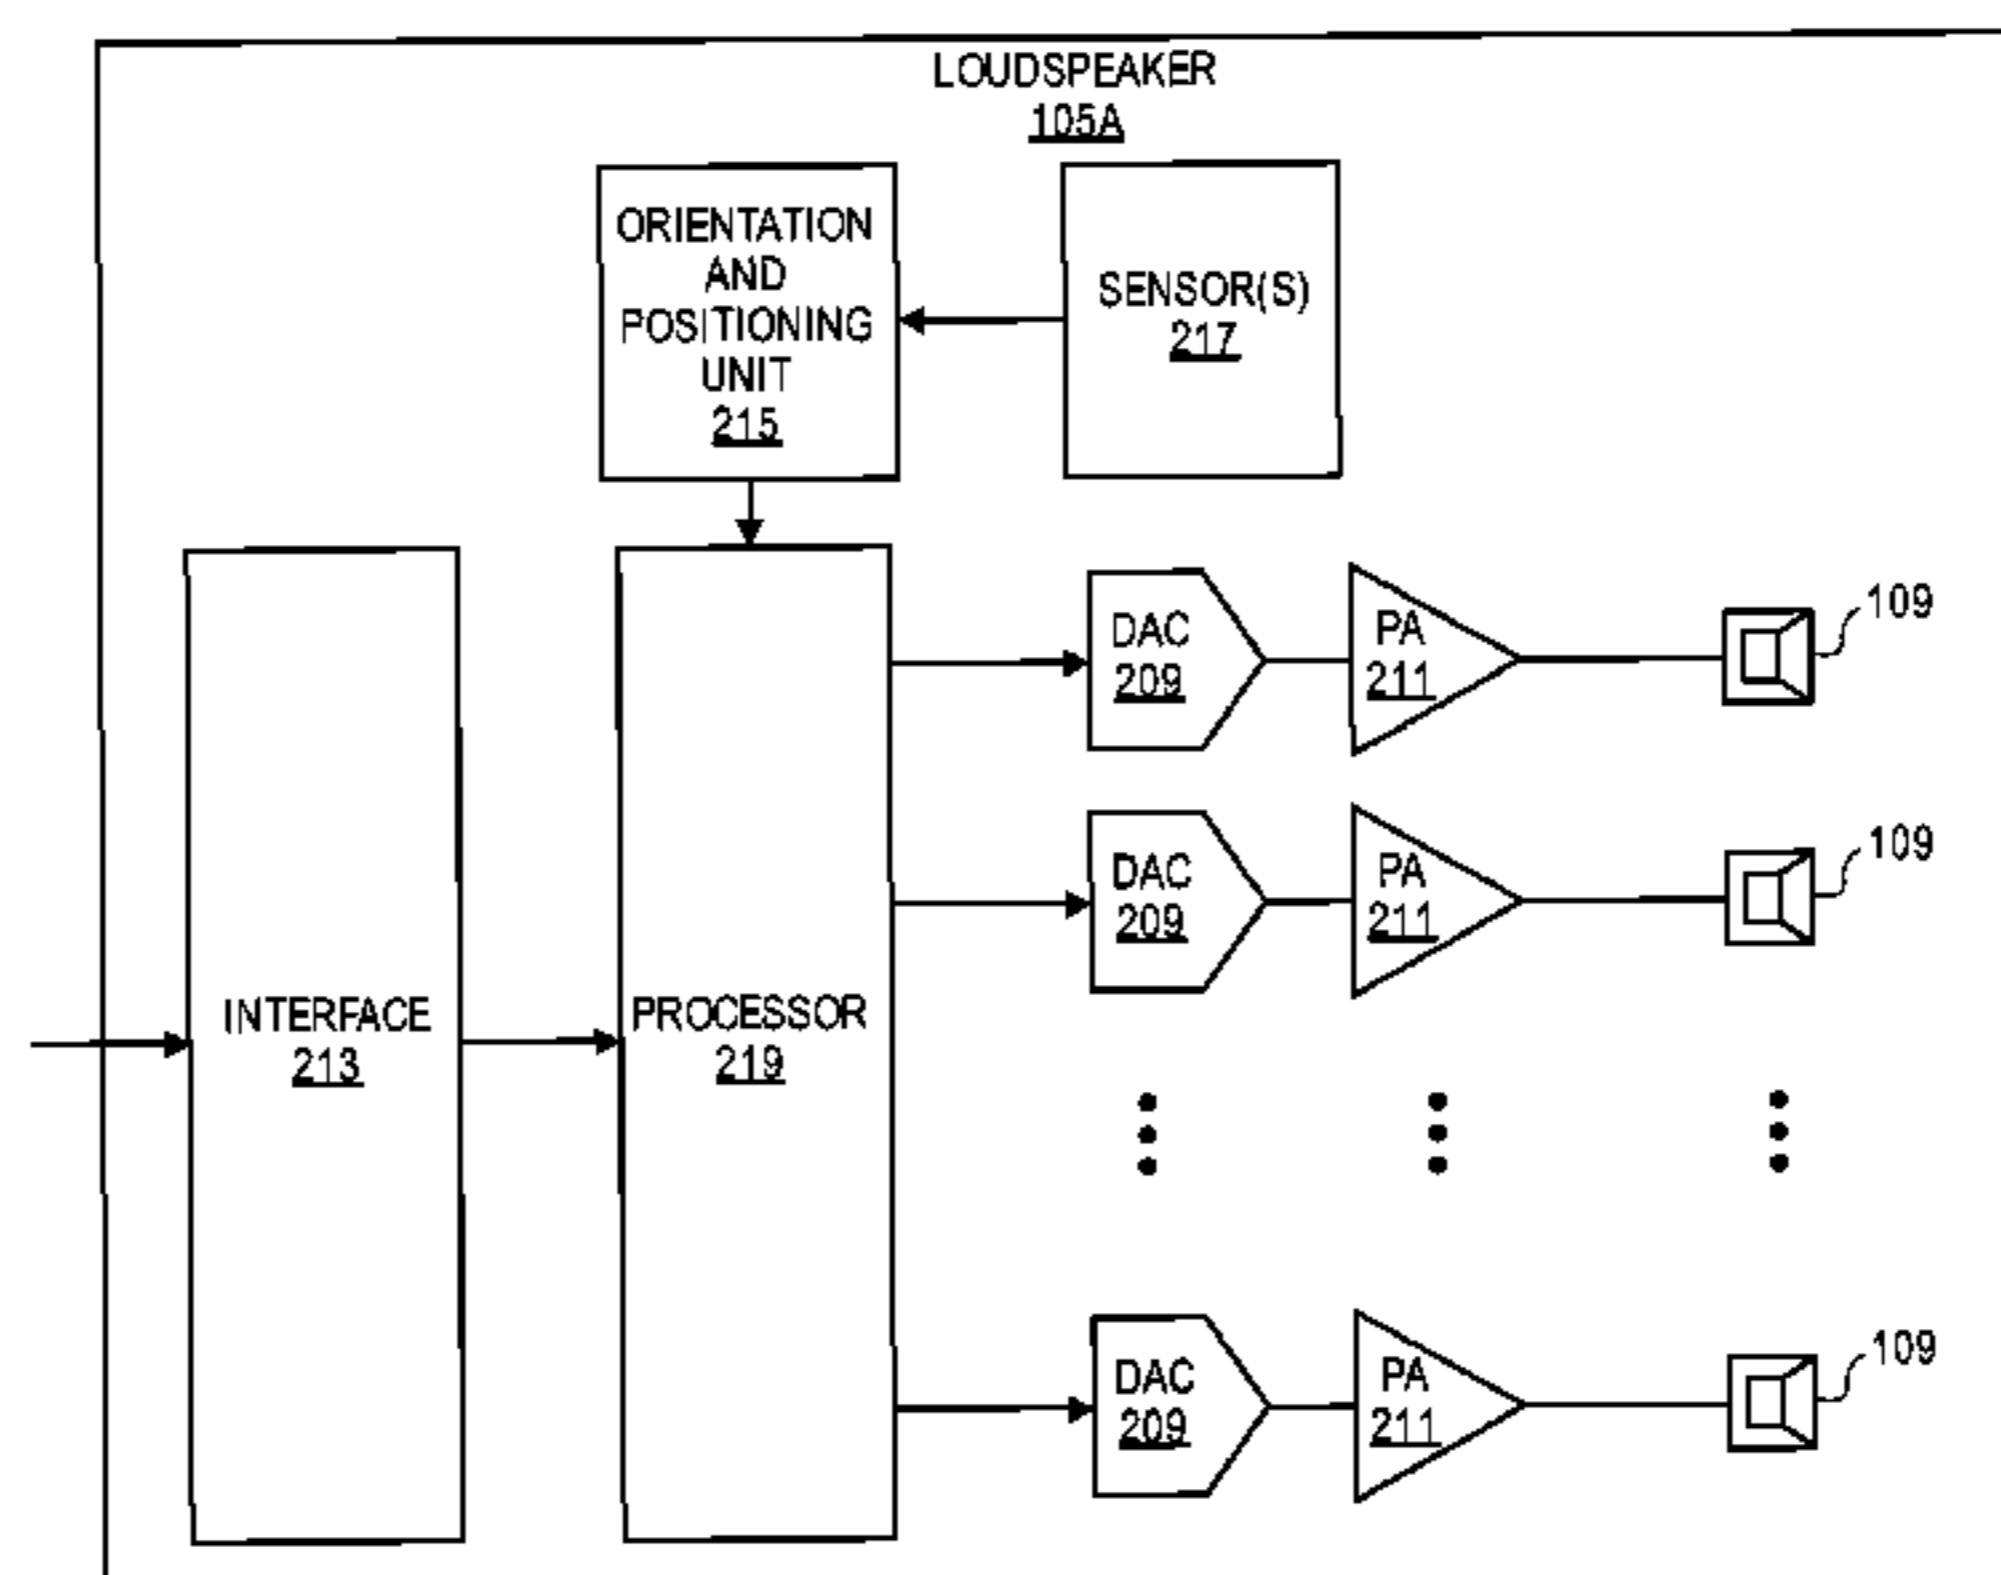 LOUDSPEAKER
105A
ORIENTATION
AND
POSITIONING
UNIT
215
SENSOR(S)
217
INTERFACE
213
PROCESSOR
219
DAC
209
PA
211
109
DAC
209
PA
211
109
DAC
209
PA
211
109